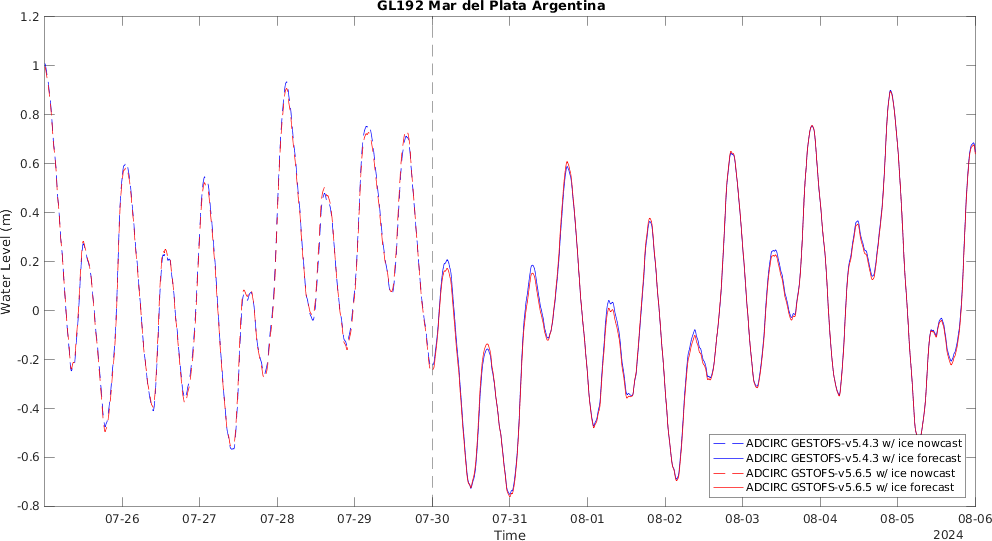 GL192 Mar del Plata Argentina
1.2
1
0.8
0.6
0.4
0.2
0
-0.2
-0.4
-0.6
-0.8
Water Level (m)
ADCIRC GESTOFS-v5.4.3 w/ ice nowcast
ADCIRC GESTOFS-v5.4.3 w/ ice forecast
ADCIRC GSTOFS-v5.6.5 w/ ice nowcast
ADCIRC GSTOFS-v5.6.5 w/ ice forecast
07-26 07-27 07-28 07-29 07-30 07-31 08-01 08-02 08-03 08-04 08-05 08-06
Time
2024